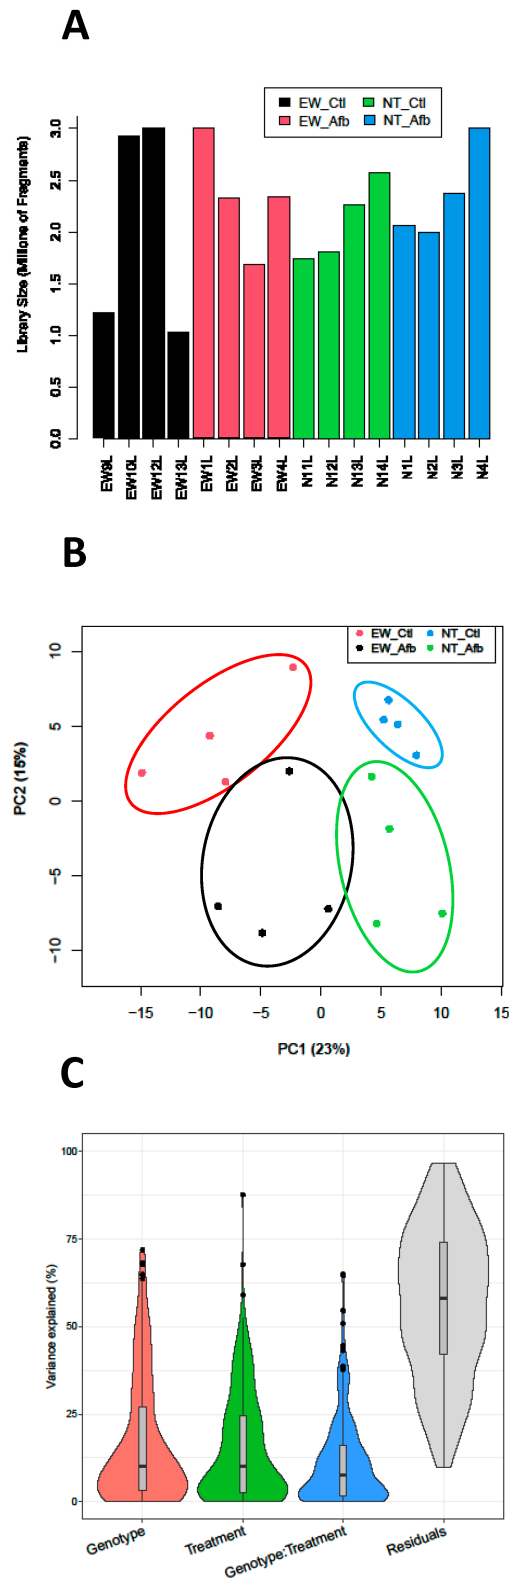 A
EW_Ctl NT_Ctl
EW_Afb NT_Afb
Library Size (Millions of Fragments)
3.0
2.5
2.0
1.5
1.0
0.5
0.0
EW9L EW10L EW12L EW13L EW1L EW2L EW3L EW4L N11L N12L N13L N14L N1L N2L N3L N4L
B
EW_Ctl NT_Ctl
EW_Afb NT_Afb
PC2 (15%)
10
5
0
−5
−10
−15 −10 −5 0 5 10 15
PC1 (23%)
C
Variance explained (%)
100
75
50
25
0
Genotype Treatment Genotype:Treatment Residuals